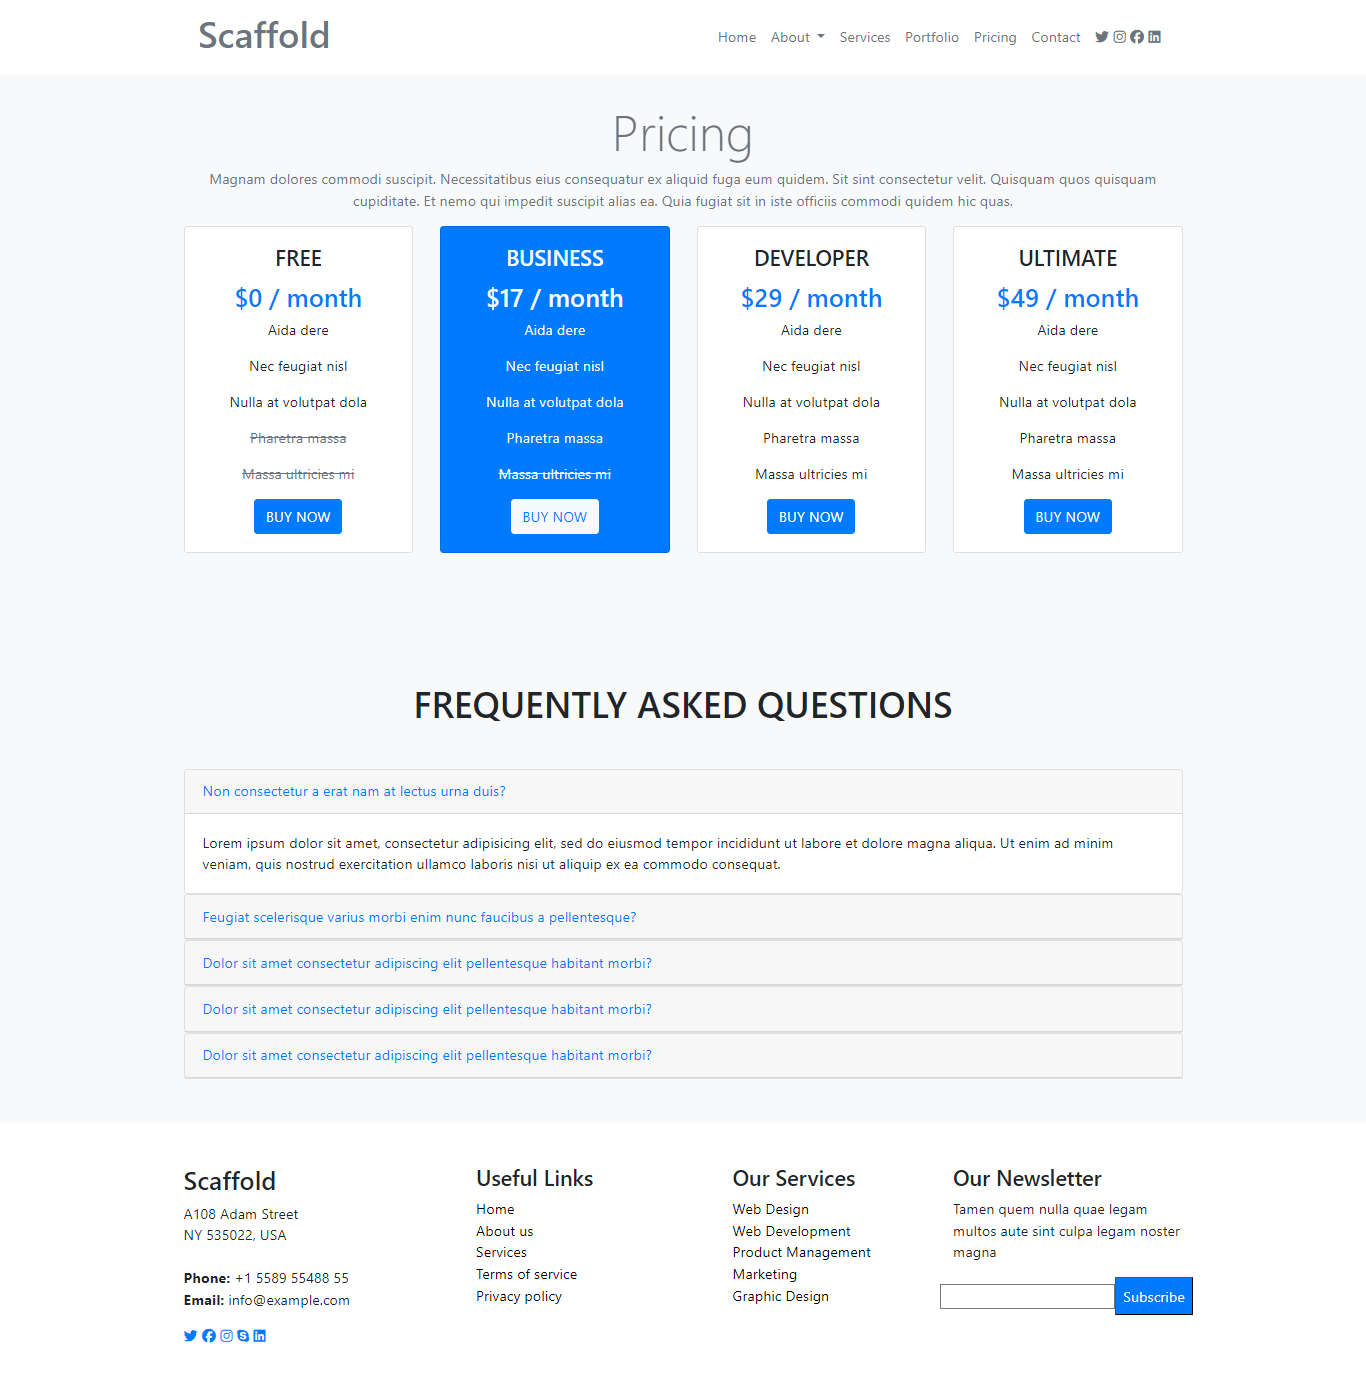 Scaffold
Home About Services Portfolio Pricing Contact
Pricing
Magnam dolores commodi suscipit. Necessitatibus eius consequatur ex aliquid fuga eum quidem. Sit sint consectetur velit. Quisquam quos quisquam
cupiditate. Et nemo qui impedit suscipit alias ea. Quia fugiat sit in iste officiis commodi quidem hic quas.
FREE
$0 / month
Aida dere
Nec feugiat nisl
Nulla at volutpat dola
Pharetra massa
Massa ultricies mi
BUY NOW
BUSINESS
$17 / month
Aida dere
Nec feugiat nisl
Nulla at volutpat dola
Pharetra massa
Massa ultricies mi
BUY NOW
DEVELOPER
$29 / month
Aida dere
Nec feugiat nisl
Nulla at volutpat dola
Pharetra massa
Massa ultricies mi
BUY NOW
ULTIMATE
$49 / month
Aida dere
Nec feugiat nisl
Nulla at volutpat dola
Pharetra massa
Massa ultricies mi
BUY NOW
FREQUENTLY ASKED QUESTIONS
Non consectetur a erat nam at lectus urna duis?
Lorem ipsum dolor sit amet, consectetur adipisicing elit, sed do eiusmod tempor incididunt ut labore et dolore magna aliqua. Ut enim ad minim
veniam, quis nostrud exercitation ullamco laboris nisi ut aliquip ex ea commodo consequat.
Feugiat scelerisque varius morbi enim nunc faucibus a pellentesque?
Dolor sit amet consectetur adipiscing elit pellentesque habitant morbi?
Dolor sit amet consectetur adipiscing elit pellentesque habitant morbi?
Dolor sit amet consectetur adipiscing elit pellentesque habitant morbi?
Scaffold
A108 Adam Street
NY 535022, USA
Phone: +1 5589 55488 55
Email: info@example.com
Useful Links
Home
About us
Services
Terms of service
Privacy policy
Our Services
Web Design
Web Development
Product Management
Marketing
Graphic Design
Our Newsletter
Tamen quem nulla quae legam
multos aute sint culpa legam noster
magna
Subscribe